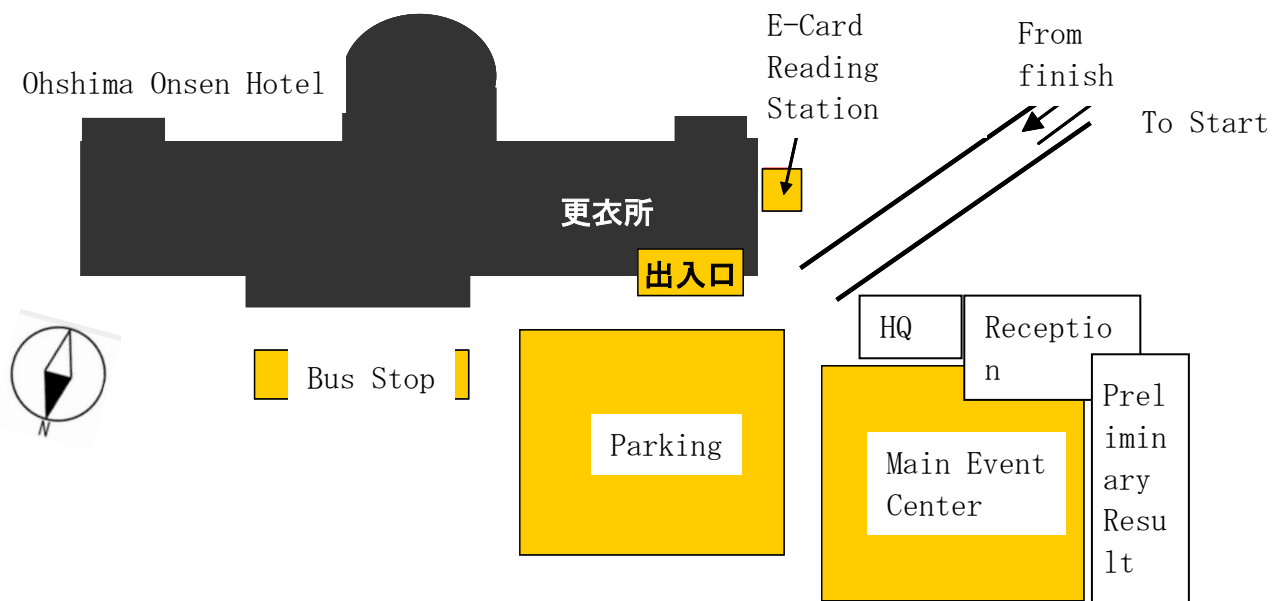 Ohshima Onsen Hotel
E-Card
Reading
Station
From
finish
To Start
更衣所
出入口
HQ
Receptio
n
Bus Stop
Parking
Main Event
Center
Prel
imin
ary
Resu
lt
N